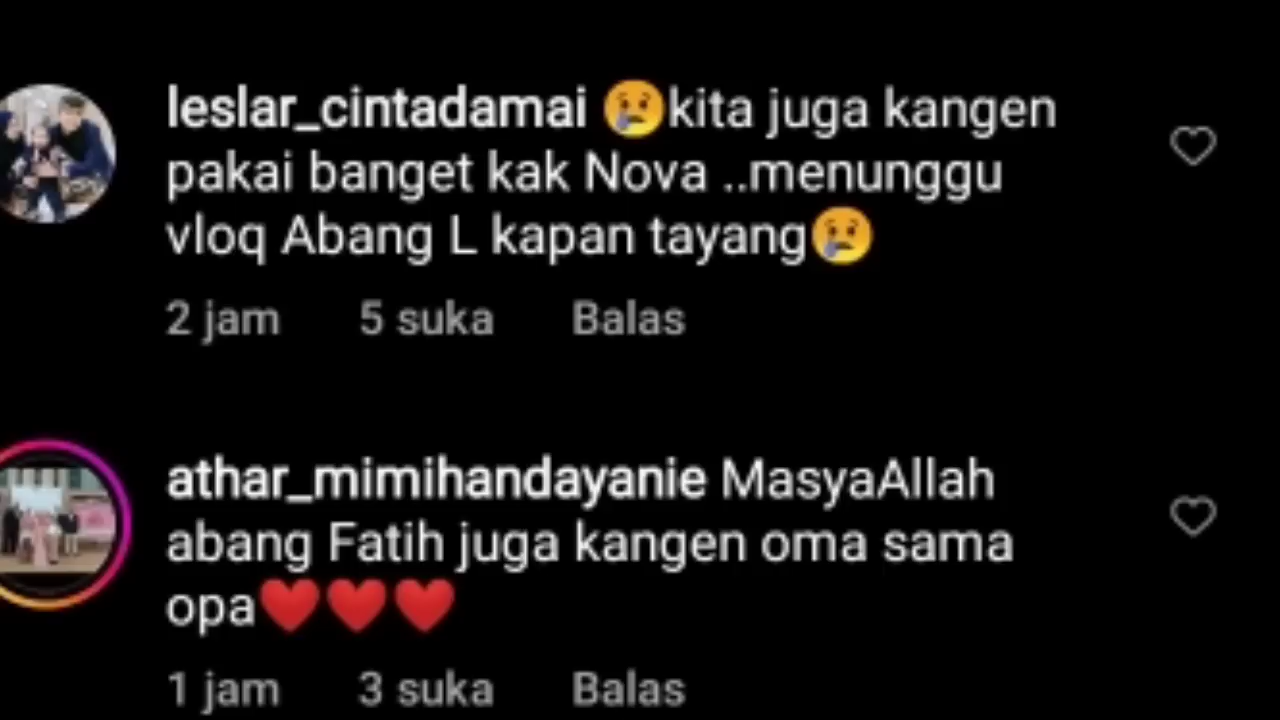 leslar_cintadamai 😢kita juga kangen
pakai banget kak Nova ..menunggu
vloq Abang L kapan tayang😢
2 jam 5 suka Balas
athar_mimihandayanie MasyaAllah
abang Fatih juga kangen oma sama
opa❤️❤️❤️
1 jam 3 suka Balas